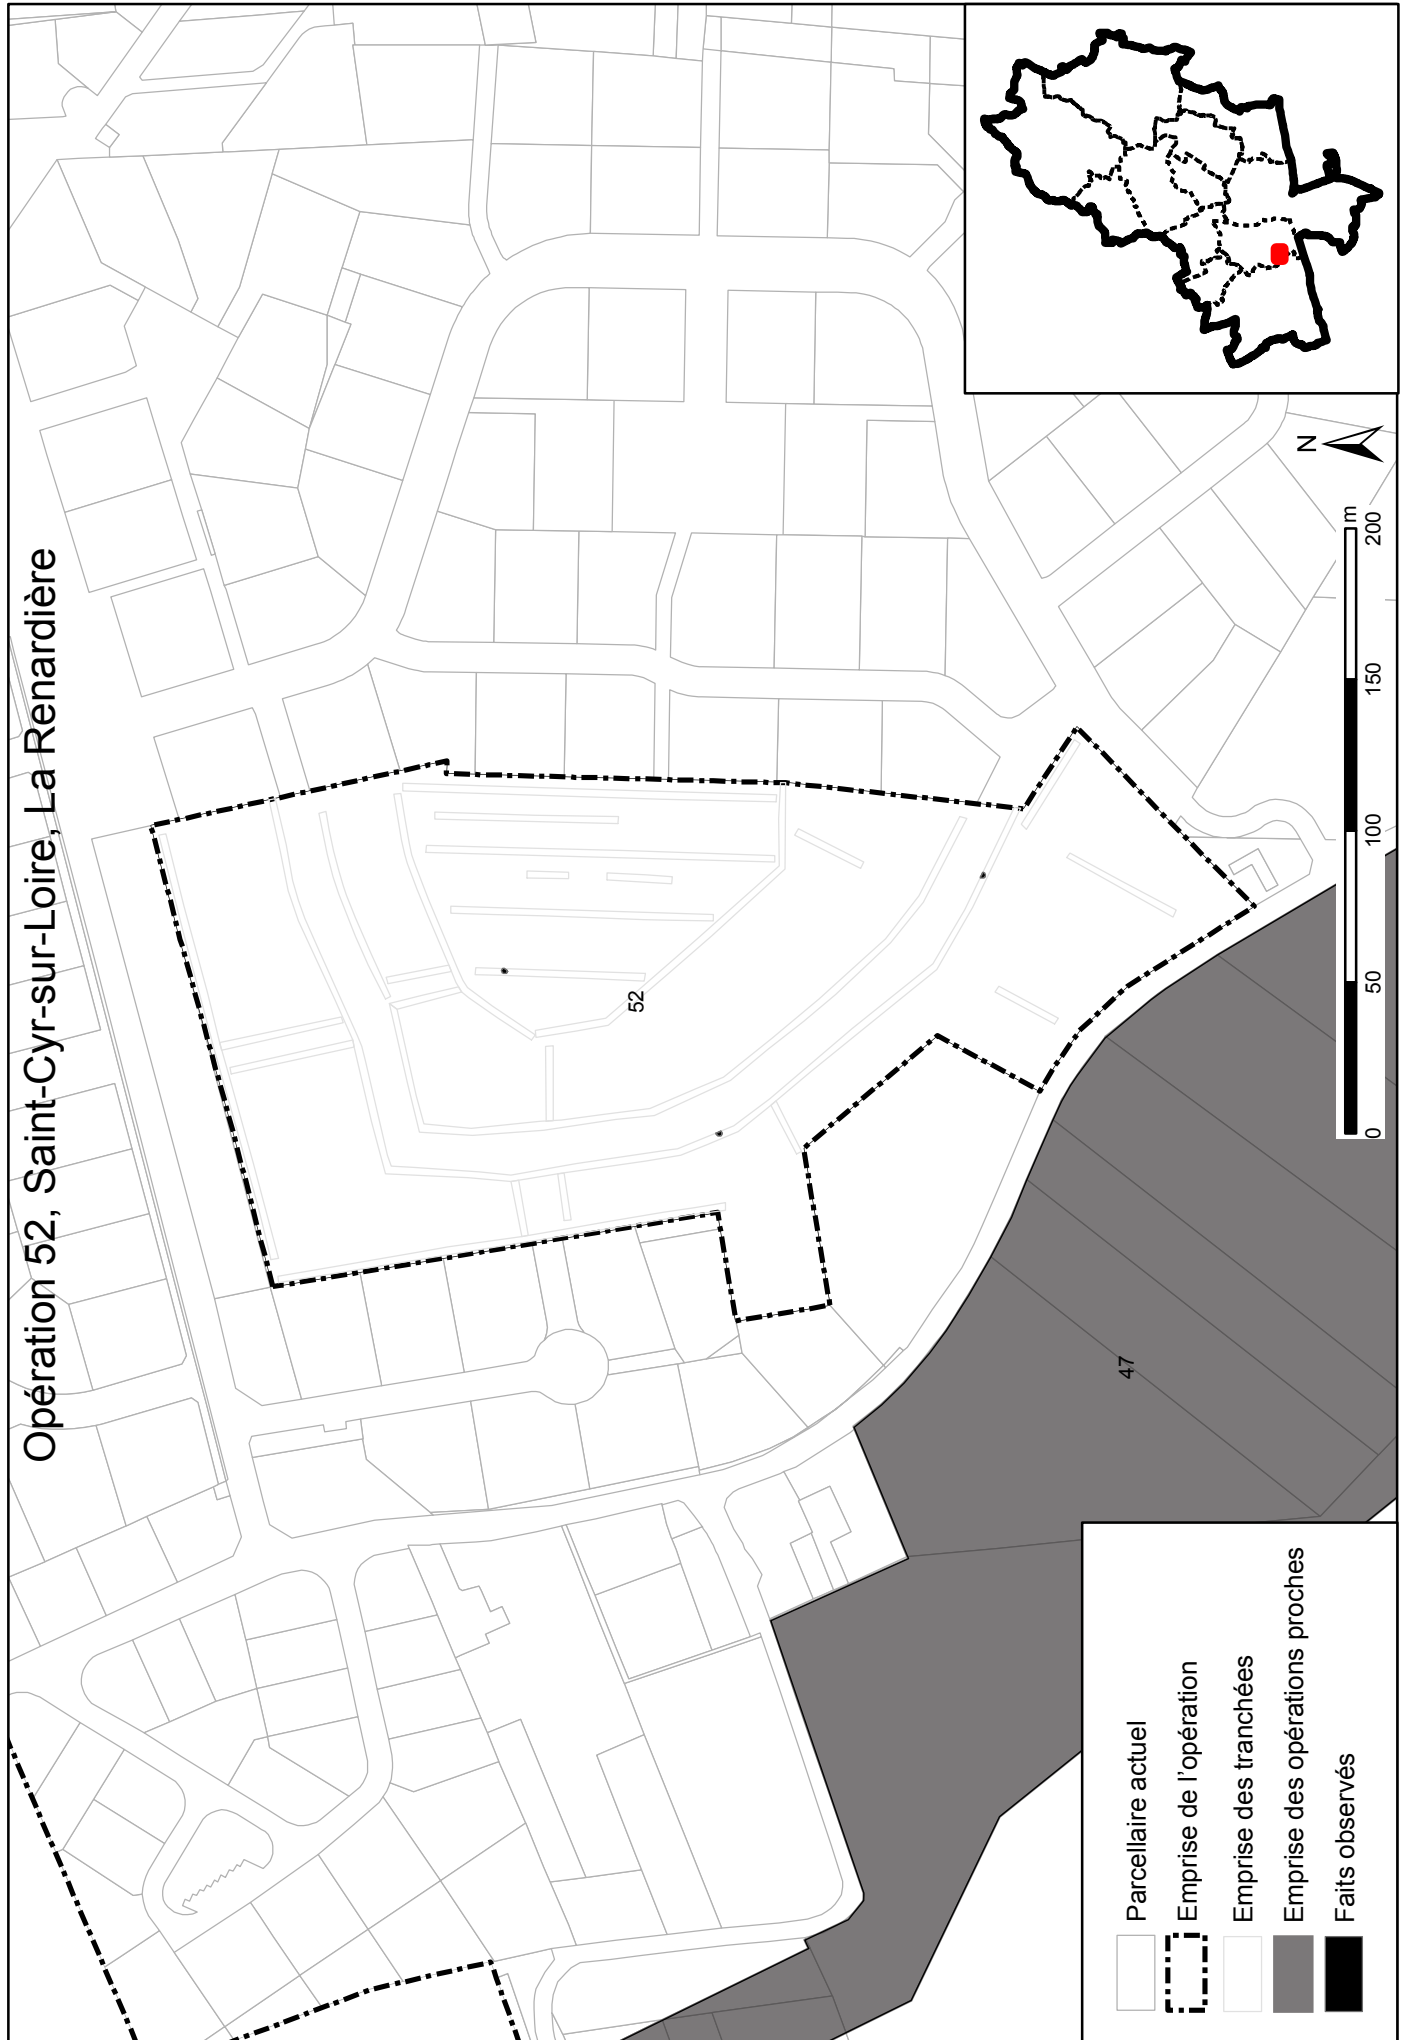 Opération 52, Saint-Cyr-sur-Loire, La Renardière
52
47
N
0 50 100 150 200 m
Parcellaire actuel
Emprise de l'opération
Emprise des tranchées
Emprise des opérations proches
Faits observés